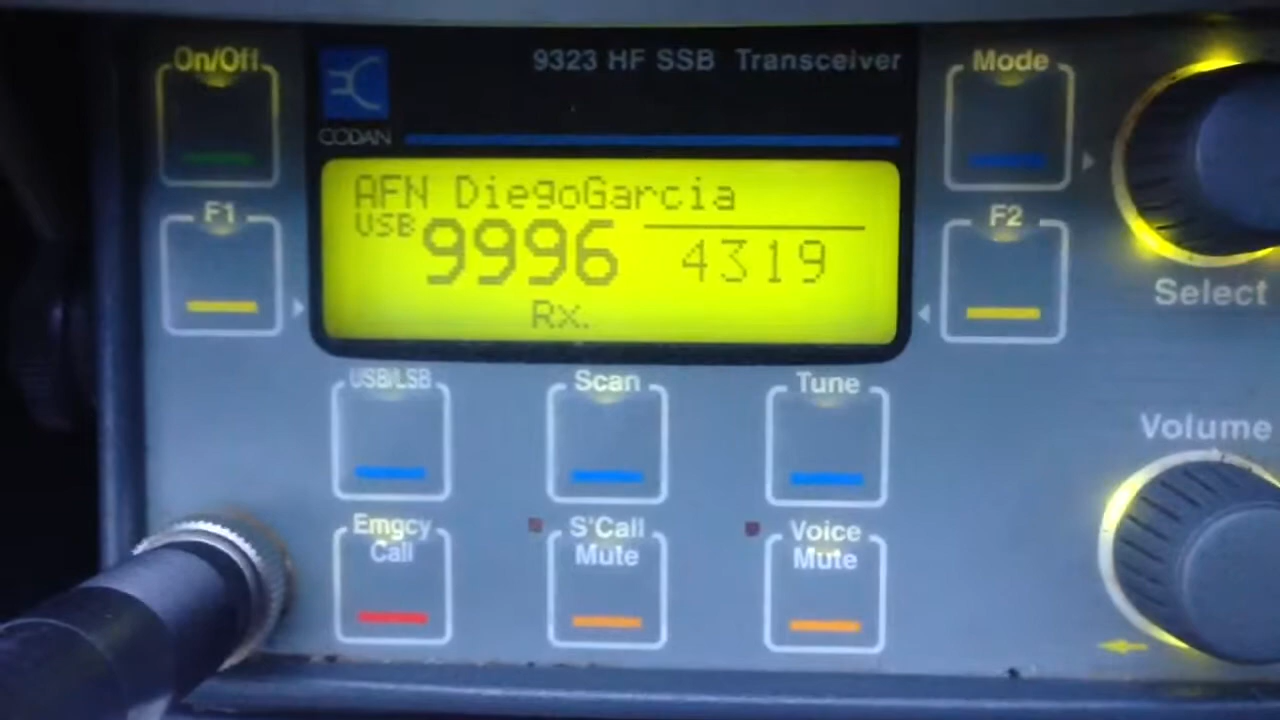 On/Off
CODAN
9323 HF SSB Transceiver
Mode
AFN DiegoGarcia
USB 9996 4319
Rx.
F1
F2
Select
USB/LSB
Scan
Tune
Volume
Emgcy
Call
S'Call
Mute
Voice
Mute